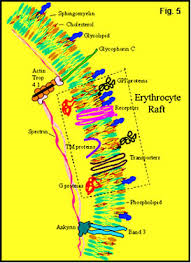 Fig. 5
Sphingomyelin
Cholesterol
Glycolipid
Glycophorin C
Actin
Trop
4.1
GPI proteins
Erythrocyte
Raft
Receptors
Spectrin
TM proteins
Transporters
G proteins
Phospholipid
Ankyrin
Band 3